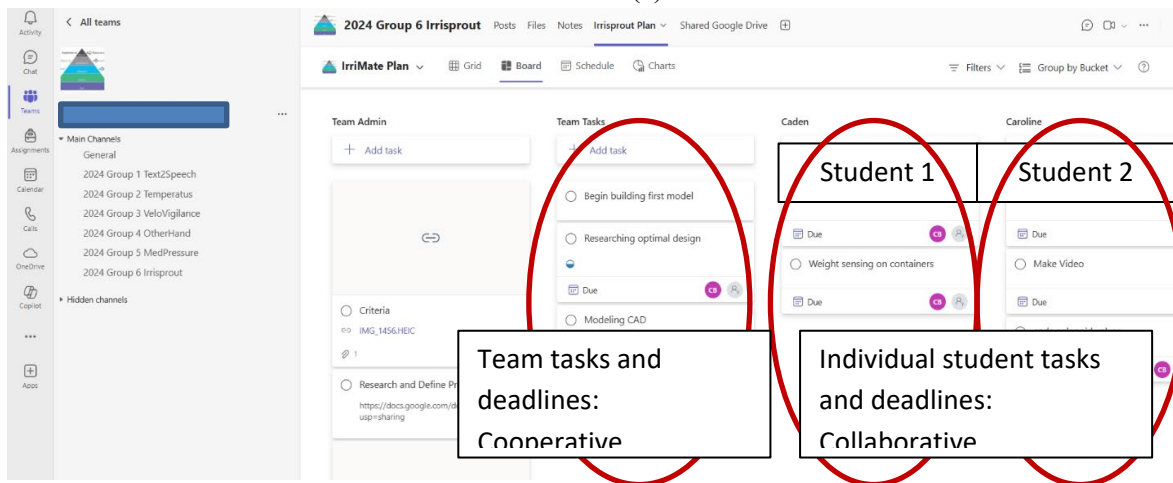 Activity
Chat
Teams
Assignments
Calendar
Calls
OneDrive
Copilot
Apps
All teams
Main Channels
General
2024 Group 1 Text2Speech
2024 Group 2 Temperatus
2024 Group 3 VeloVigilance
2024 Group 4 OtherHand
2024 Group 5 MedPressure
2024 Group 6 Irrisprout
Hidden channels
2024 Group 6 Irrisprout Posts Files Notes Irrisprout Plan Shared Google Drive
IrriMate Plan Grid Board Schedule Charts Filters Group by Bucket
Team Admin
Add task
Criteria
IMG_1456.HEIC
1
Research and Define
https://docs.google.com/
usp=sharing
Team Tasks
Add task
Begin building first model
Researching optimal design
Due CB
Modeling CAD
Team tasks and
deadlines:
Cooperative
Caden
Student 1
Due CB
Weight sensing on containers
Due CB
Caroline
Student 2
Due
Make Video
Due
CB
Individual student tasks
and deadlines:
Collaborative